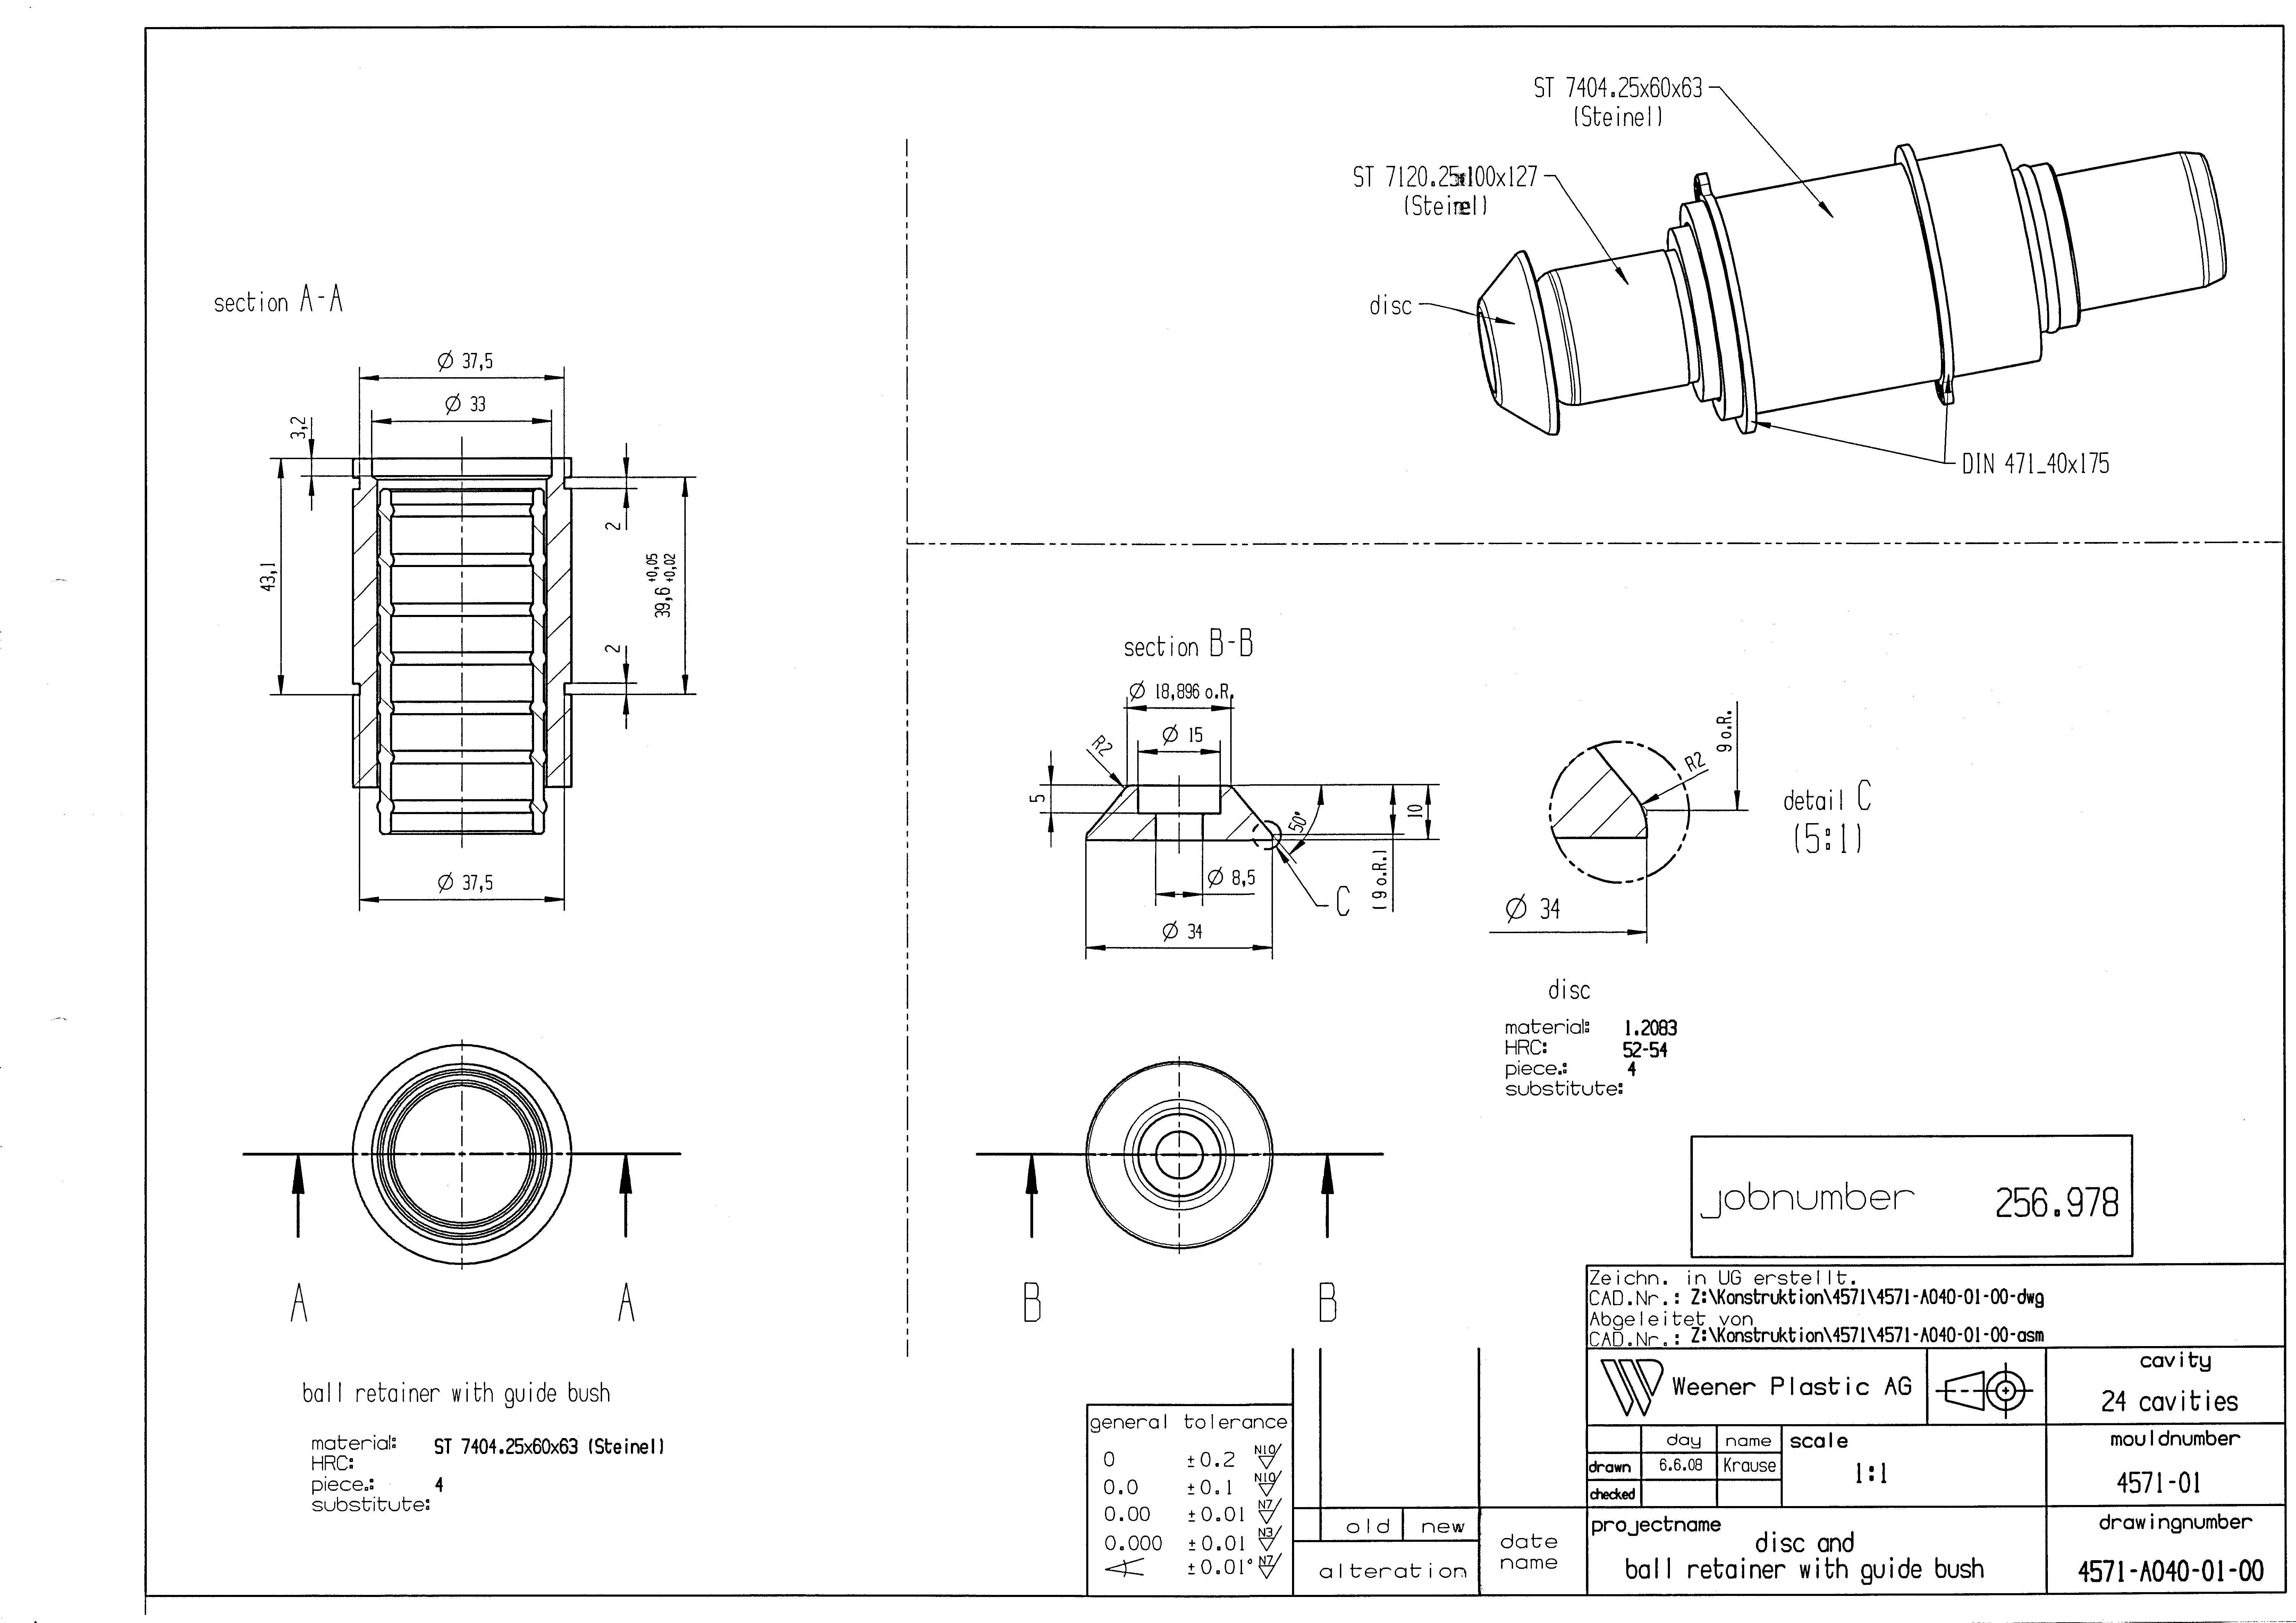 ST 7404.25x60x63
(Steinel)
ST 7120.25x100x127
(Steinel)
disc
DIN 471_40x175
section A-A
Ø 37,5
Ø 33
3,2
43,1
2
39,6 +0,05 +0,02
2
Ø 37,5
A A
ball retainer with guide bush
material: ST 7404.25x60x63 (Steinel)
HRC:
piece.: 4
substitute:
section B-B
Ø 18,896 o.R.
Ø 15
R2
5
50°
10
(9 o.R.)
Ø 8,5
C
Ø 34
B B
9 o.R.
R2
detail C
(5:1)
Ø 34
disc
material: 1.2083
HRC: 52-54
piece.: 4
substitute:
jobnumber 256.978
Zeichn. in UG erstellt.
CAD.Nr.: Z:\Konstruktion\4571\4571-A040-01-00-dwg
Abgeleitet von
CAD.Nr.: Z:\Konstruktion\4571\4571-A040-01-00-asm
Weener Plastic AG
cavity
24 cavities
day name
drawn 6.6.08 Krause
checked
scale
1:1
mouldnumber
4571-01
projectname
disc and
ball retainer with guide bush
drawingnumber
4571-A040-01-00
general tolerance
0 ±0.2 N10
0.0 ±0.1 N10
0.00 ±0.01 N7
0.000 ±0.01 N3
±0.01° N7
old new
alteration
date
name